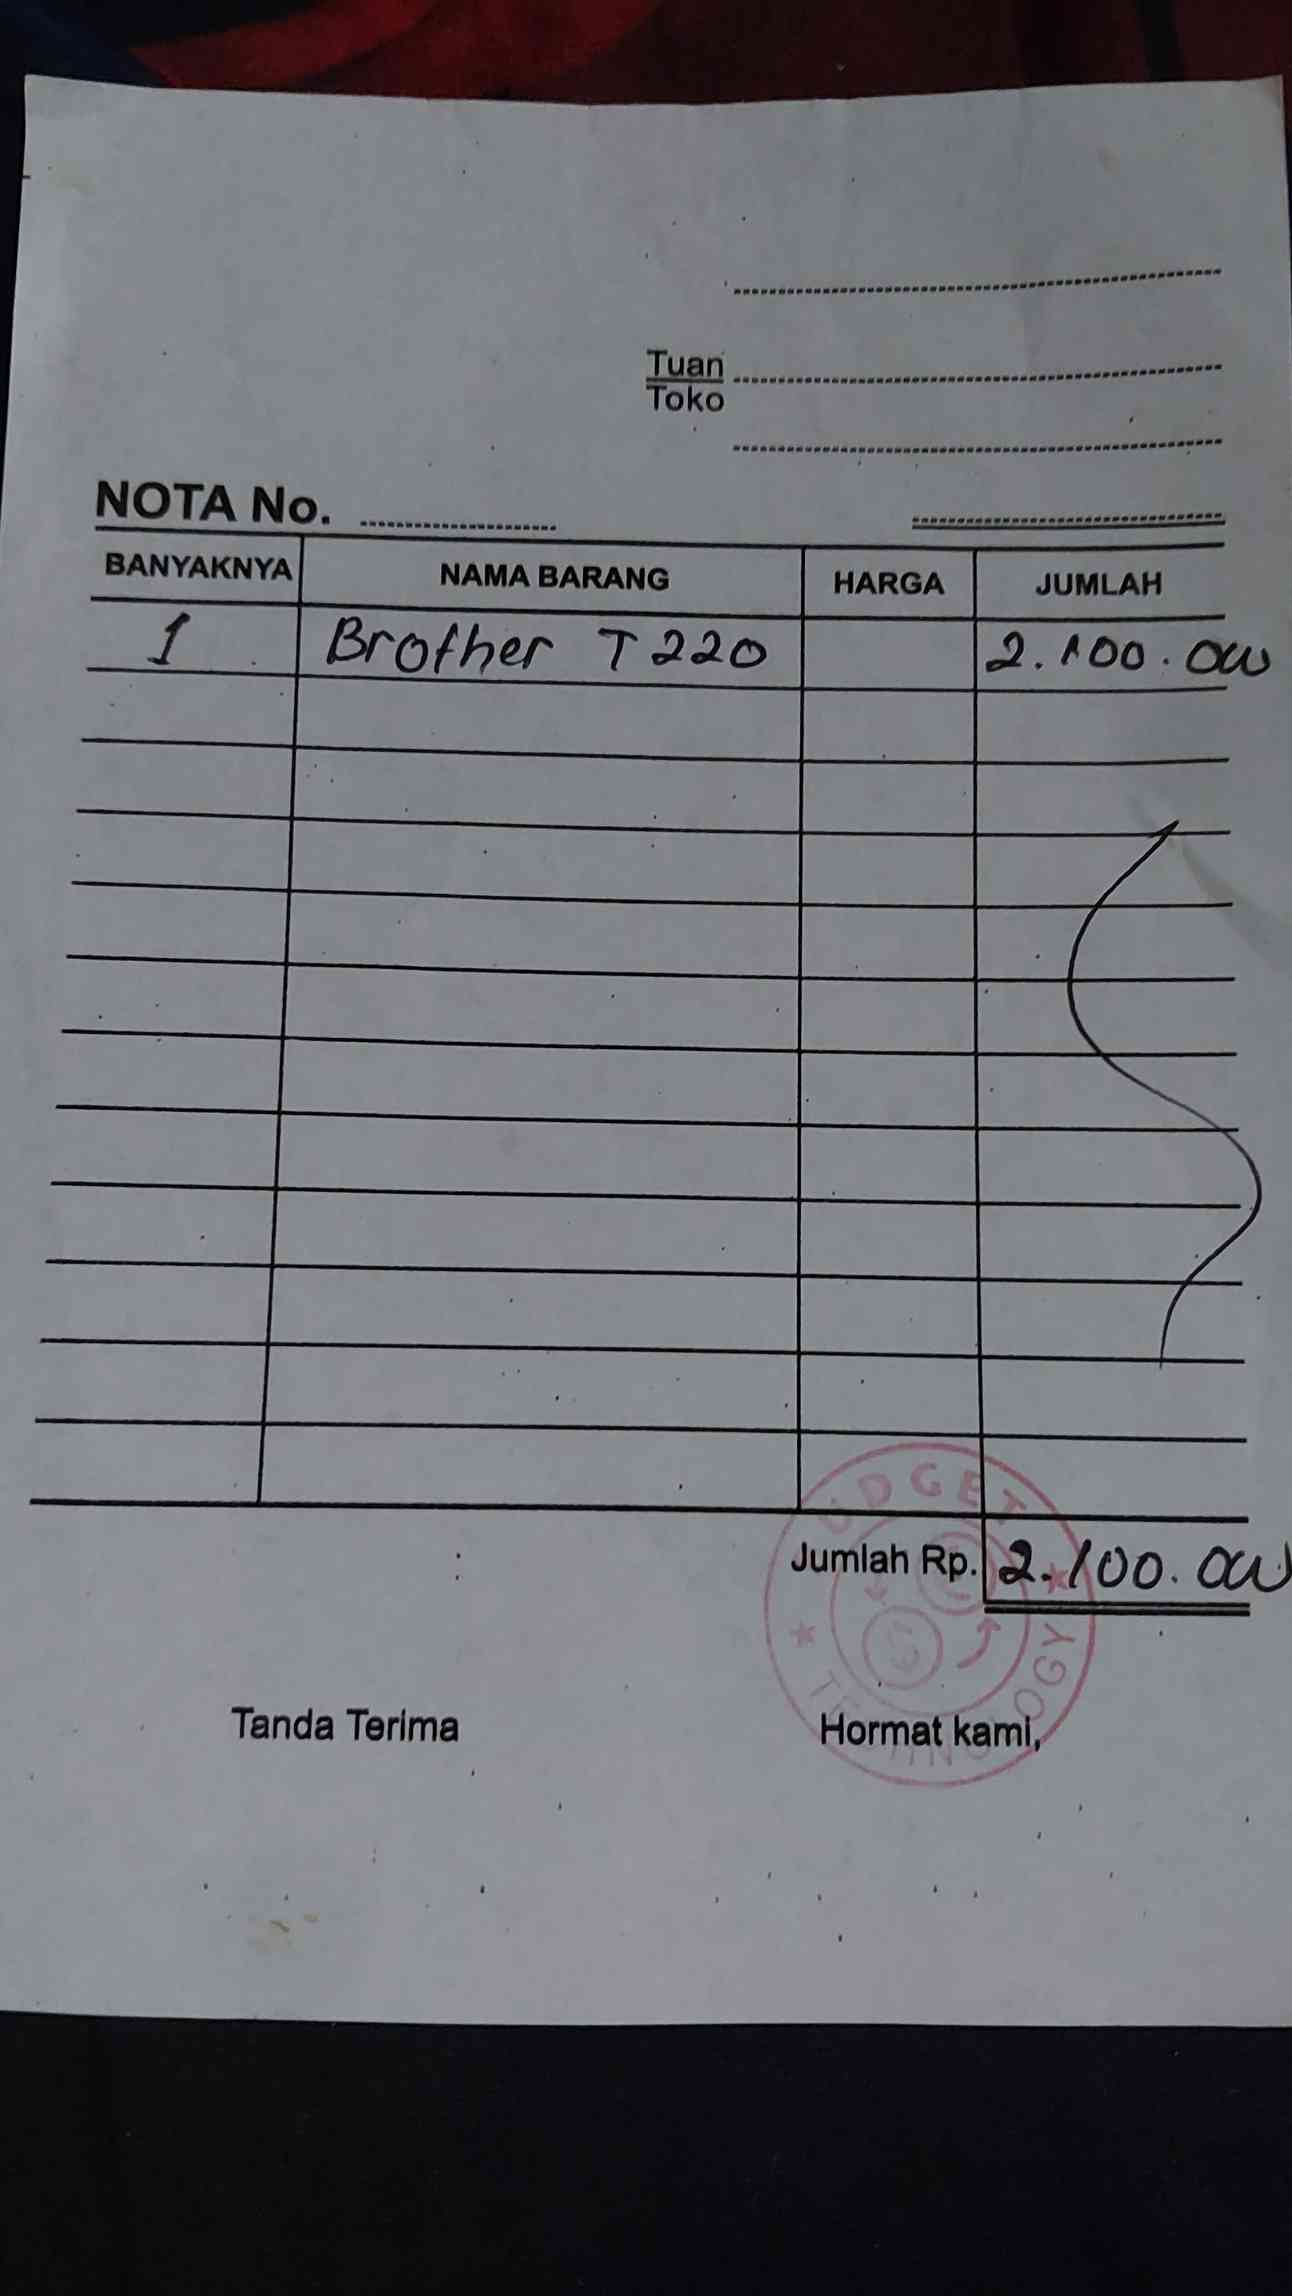 Tuan
Toko
NOTA No.
BANYAKNYA NAMA BARANG HARGA JUMLAH
1 Brother T220 2.100.000
Jumlah Rp. 2.100.000
UDGET
Tanda Terima Hormat kami,